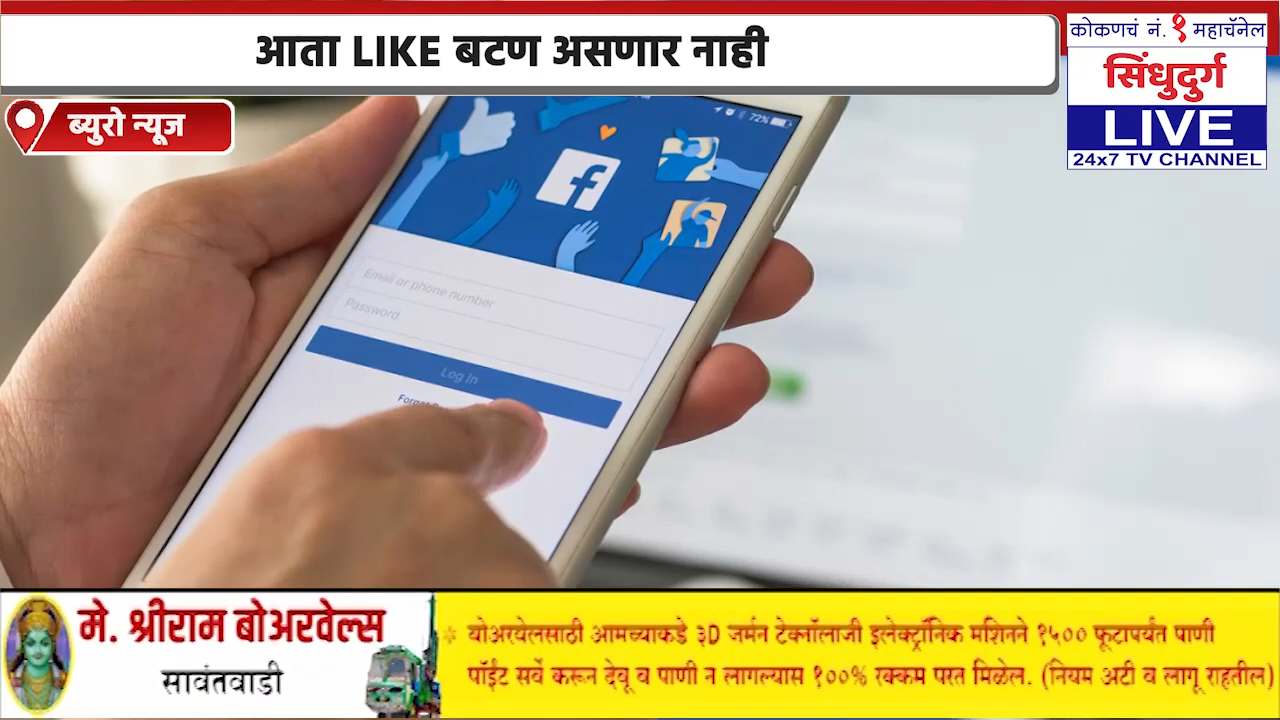 आता LIKE बटण असणार नाही
कोकणचं नं. १ महाचॅनेल
सिंधुदुर्ग
LIVE
24x7 TV CHANNEL
ब्युरो न्यूज
72%
f
Email or phone number
Password
Log In
मे. श्रीराम बोअरवेल्स
सावंतवाडी
बोअरवेलसाठी आमच्याकडे ३D जर्मन टेक्नॉलाजी इलेक्ट्रॉनिक मशिनने १५०० फूटापर्यंत पाणी
पॉईंट सर्वे करून देवू व पाणी न लागल्यास १००% रक्कम परत मिळेल. (नियम अटी व लागू राहतील)